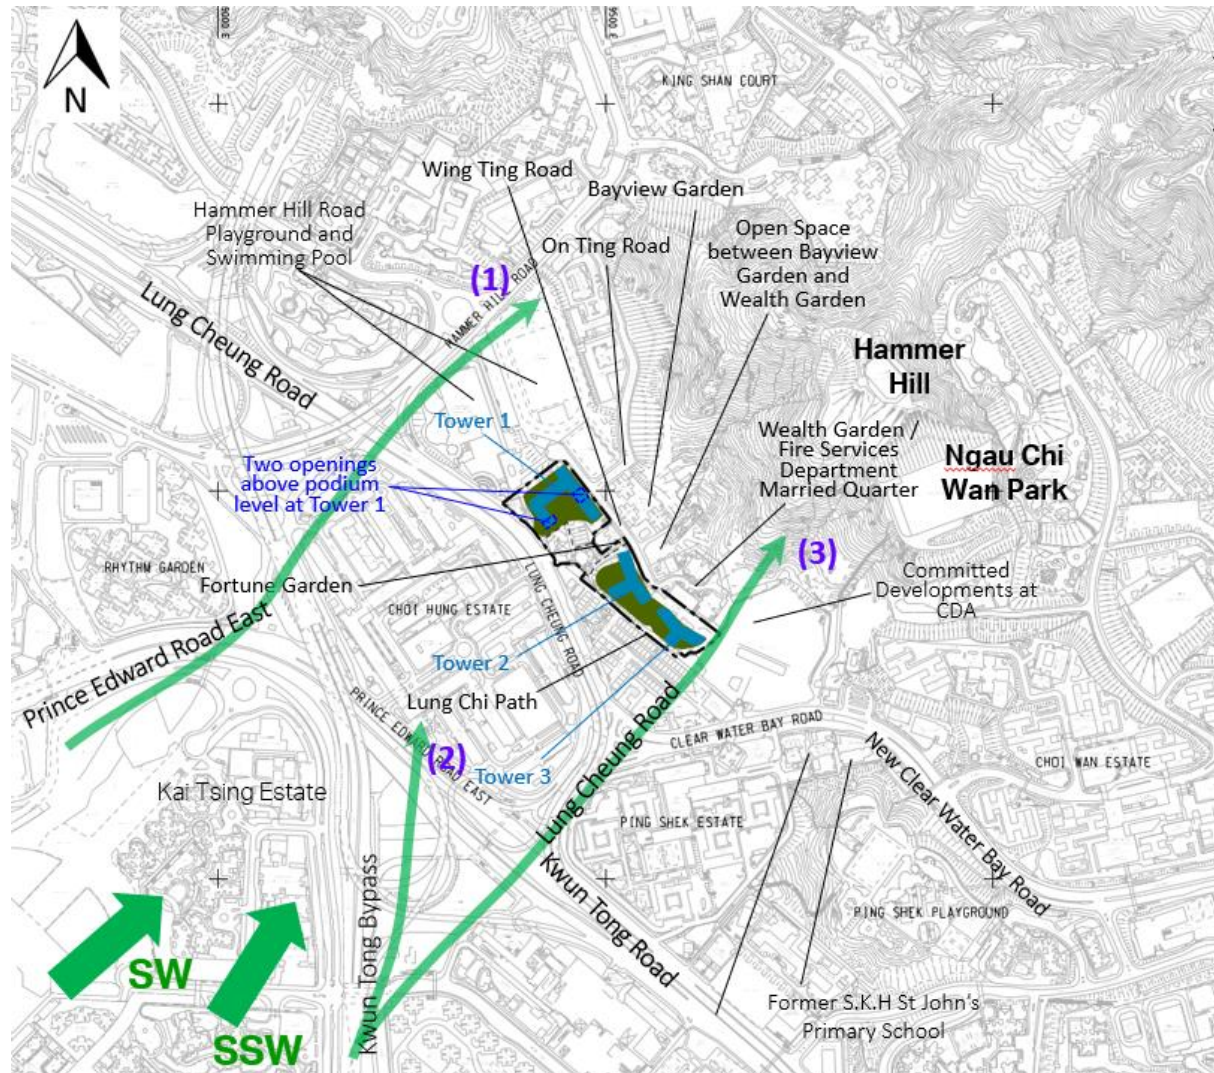 N
0006
E
0056
E
KING SHAN COURT
Wing Ting Road
Bayview Garden
Hammer Hill Road
Playground and
Swimming Pool
On Ting Road
Open Space
between Bayview
Garden and
Wealth Garden
(1)
HAMMER HILL ROAD
Lung Cheung Road
Hammer
Hill
Tower 1
Wealth Garden /
Fire Services
Department
Married Quarter
Ngau Chi
Wan Park
Two openings
above podium
level at Tower 1
(3)
RHYTHM GARDEN
Fortune Garden
LUNG CHEUNG ROAD
CHOI HUNG ESTATE
Committed
Developments at
CDA
Prince Edward Road East
Tower 2
Lung Chi Path
PRINCE EDWARD ROAD EAST
(2)
Tower 3
Lung Cheung Road
CLEAR WATER BAY ROAD
New Clear Water Bay Road
CHOI WAN ESTATE
Kai Tsing Estate
PING SHEK ESTATE
Kwun Tong Bypass
Kwun Tong Road
PING SHEK PLAYGROUND
SW
SSW
Former S.K.H St John's
Primary School